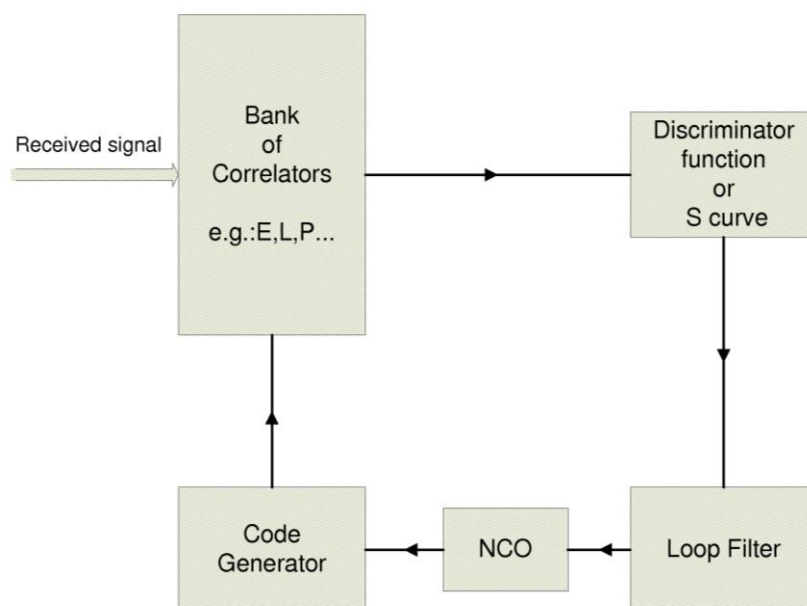 Received signal
Bank
of
Correlators
e.g.:E,L,P...
Discriminator
function
or
S curve
Code
Generator
NCO
Loop Filter